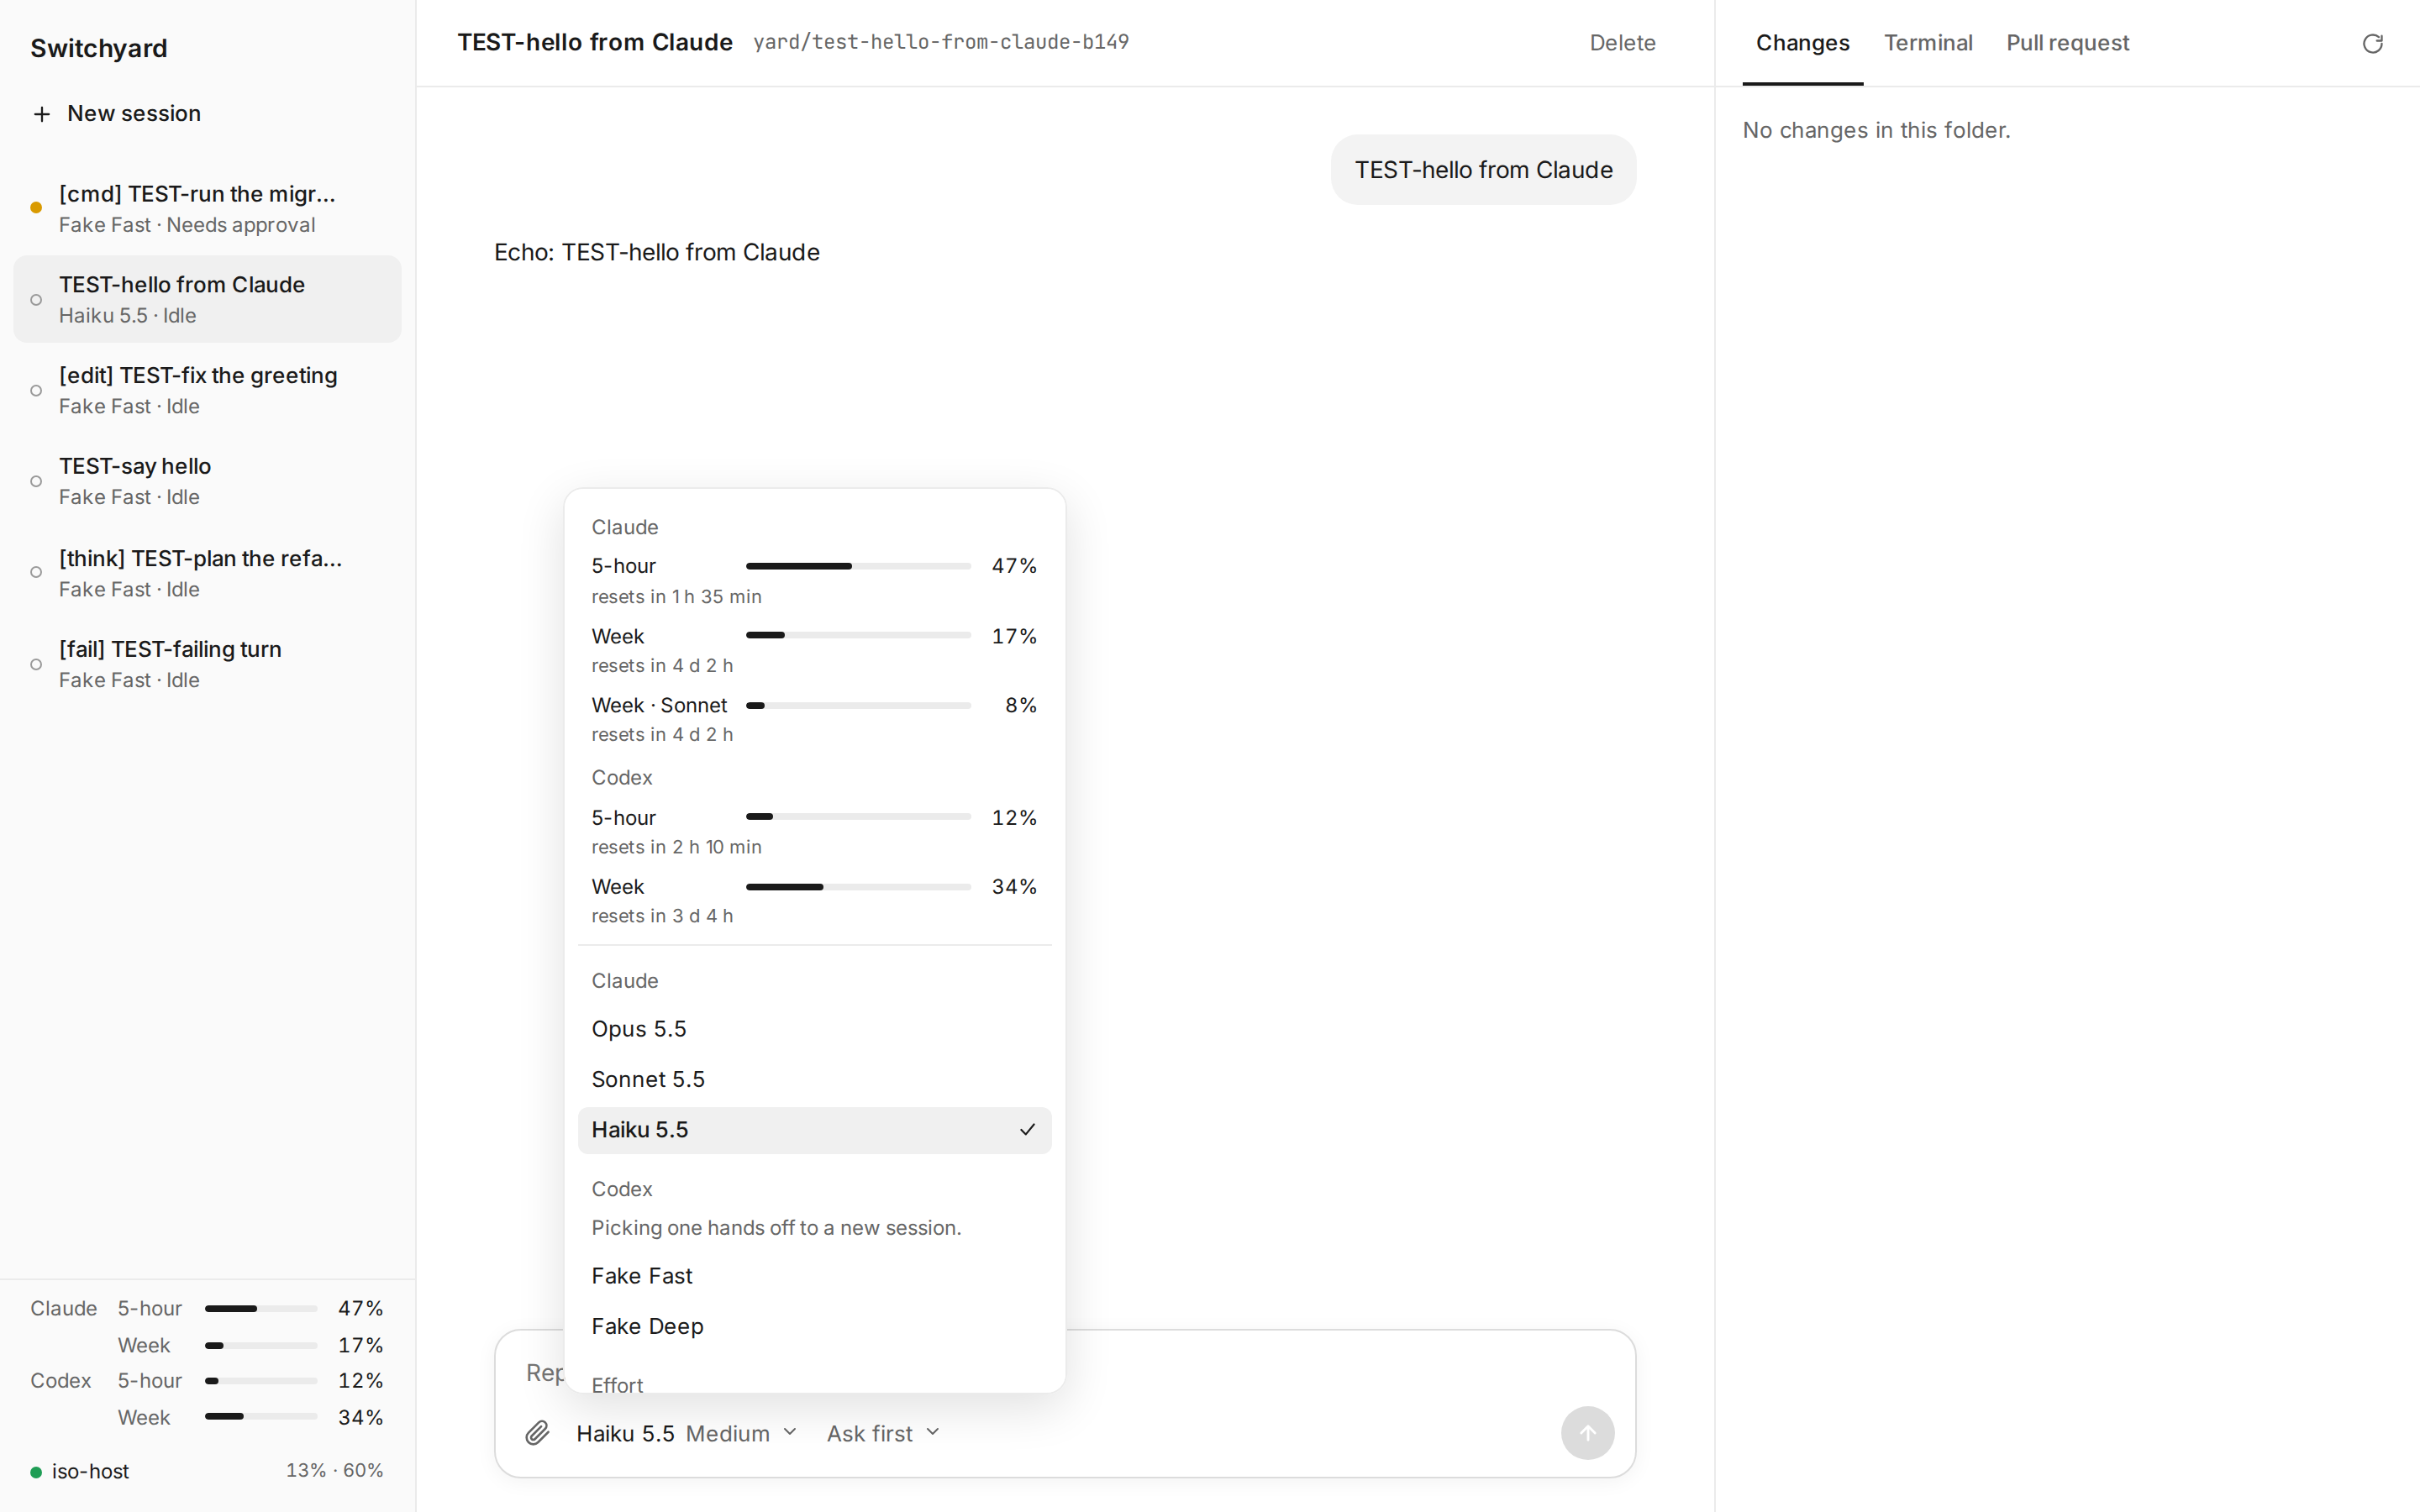 Switchyard
New session
[cmd] TEST-run the migr...
Fake Fast · Needs approval
TEST-hello from Claude
Haiku 5.5 · Idle
[edit] TEST-fix the greeting
Fake Fast · Idle
TEST-say hello
Fake Fast · Idle
[think] TEST-plan the refa...
Fake Fast · Idle
[fail] TEST-failing turn
Fake Fast · Idle
Claude 5-hour 47%
Week 17%
Codex 5-hour 12%
Week 34%
iso-host 13% · 60%
TEST-hello from Claude yard/test-hello-from-claude-b149 Delete
TEST-hello from Claude
Echo: TEST-hello from Claude
Claude
5-hour 47%
resets in 1 h 35 min
Week 17%
resets in 4 d 2 h
Week · Sonnet 8%
resets in 4 d 2 h
Codex
5-hour 12%
resets in 2 h 10 min
Week 34%
resets in 3 d 4 h
Claude
Opus 5.5
Sonnet 5.5
Haiku 5.5
Codex
Picking one hands off to a new session.
Fake Fast
Fake Deep
Effort
Rep
Haiku 5.5 Medium Ask first
Changes Terminal Pull request
No changes in this folder.